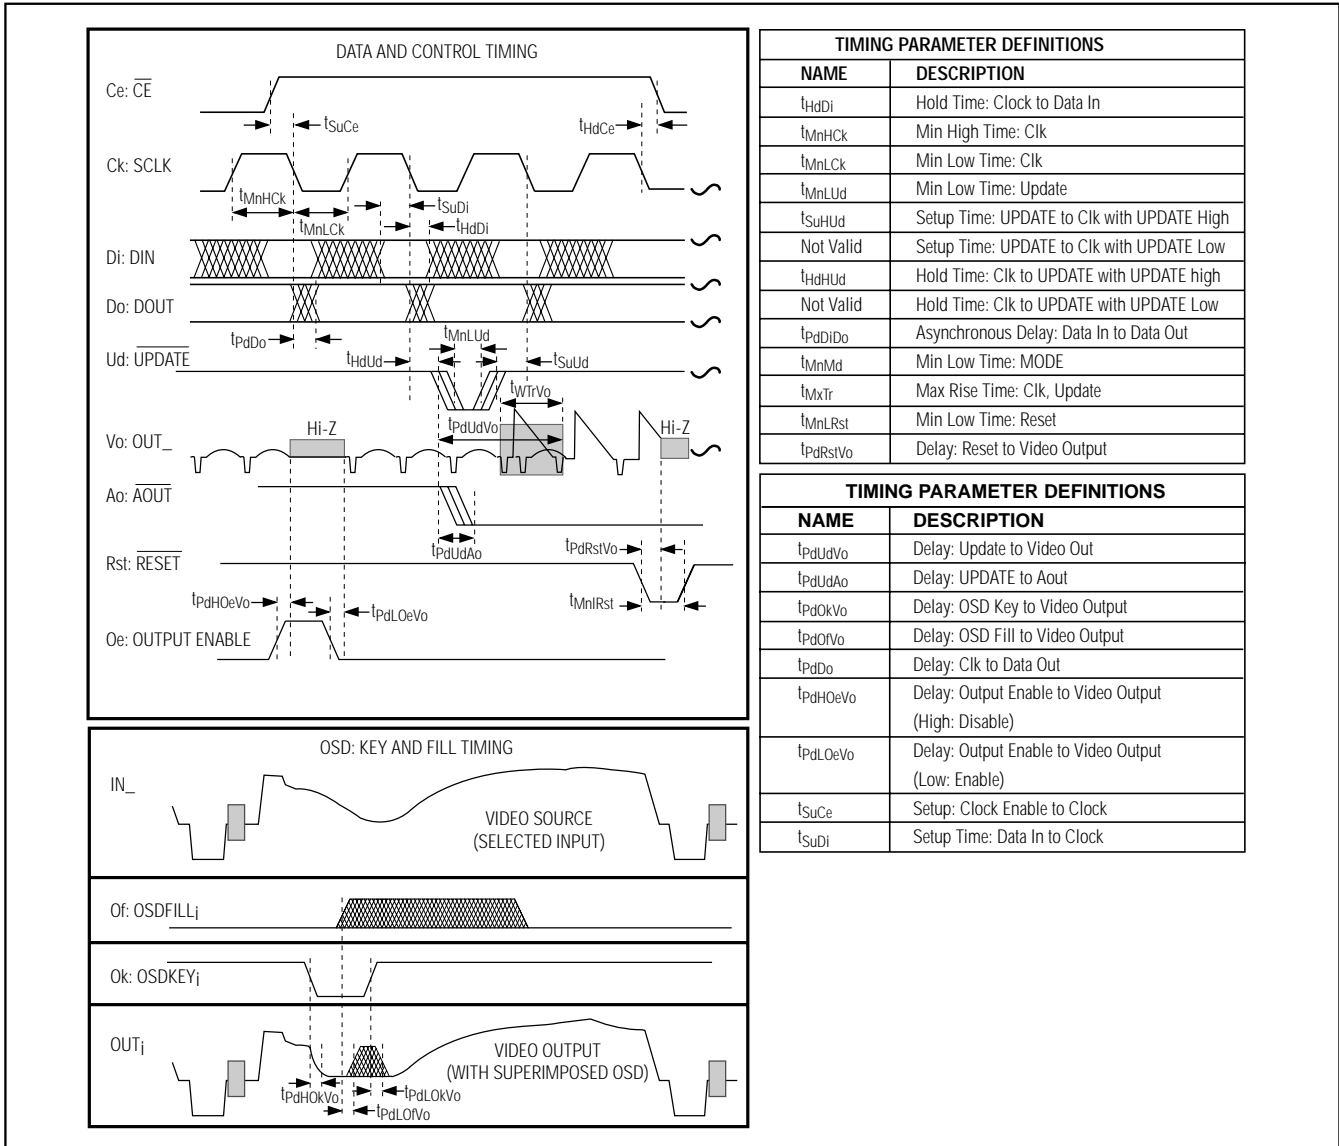 DATA AND CONTROL TIMING
Ce: CE
tSuCe
tHdCe
Ck: SCLK
tMnHCk
tMnLCk
tSuDi
tHdDi
Di: DIN
Do: DOUT
tPdDo
tMnLUd
Ud: UPDATE
tHdUd
tSuUd
tWTrVo
tPdUdVo
Hi-Z
Hi-Z
Vo: OUT_
Ao: AOUT
tPdUdAo
tPdRstVo
Rst: RESET
tMnlRst
tPdHOeVo
tPdLOeVo
Oe: OUTPUT ENABLE
OSD: KEY AND FILL TIMING
IN_
VIDEO SOURCE
(SELECTED INPUT)
Of: OSDFILLi
Ok: OSDKEYi
OUTi
VIDEO OUTPUT
(WITH SUPERIMPOSED OSD)
tPdHOkVo
tPdLOkVo
tPdLOfVo
TIMING PARAMETER DEFINITIONS
NAME DESCRIPTION
tHdDi Hold Time: Clock to Data In
tMnHCk Min High Time: Clk
tMnLCk Min Low Time: Clk
tMnLUd Min Low Time: Update
tSuHUd Setup Time: UPDATE to Clk with UPDATE High
Not Valid Setup Time: UPDATE to Clk with UPDATE Low
tHdHUd Hold Time: Clk to UPDATE with UPDATE high
Not Valid Hold Time: Clk to UPDATE with UPDATE Low
tPdDiDo Asynchronous Delay: Data In to Data Out
tMnMd Min Low Time: MODE
tMxTr Max Rise Time: Clk, Update
tMnLRst Min Low Time: Reset
tPdRstVo Delay: Reset to Video Output
TIMING PARAMETER DEFINITIONS
NAME DESCRIPTION
tPdUdVo Delay: Update to Video Out
tPdUdAo Delay: UPDATE to Aout
tPdOkVo Delay: OSD Key to Video Output
tPdOfVo Delay: OSD Fill to Video Output
tPdDo Delay: Clk to Data Out
tPdHOeVo Delay: Output Enable to Video Output
(High: Disable)
tPdLOeVo Delay: Output Enable to Video Output
(Low: Enable)
tSuCe Setup: Clock Enable to Clock
tSuDi Setup Time: Data In to Clock